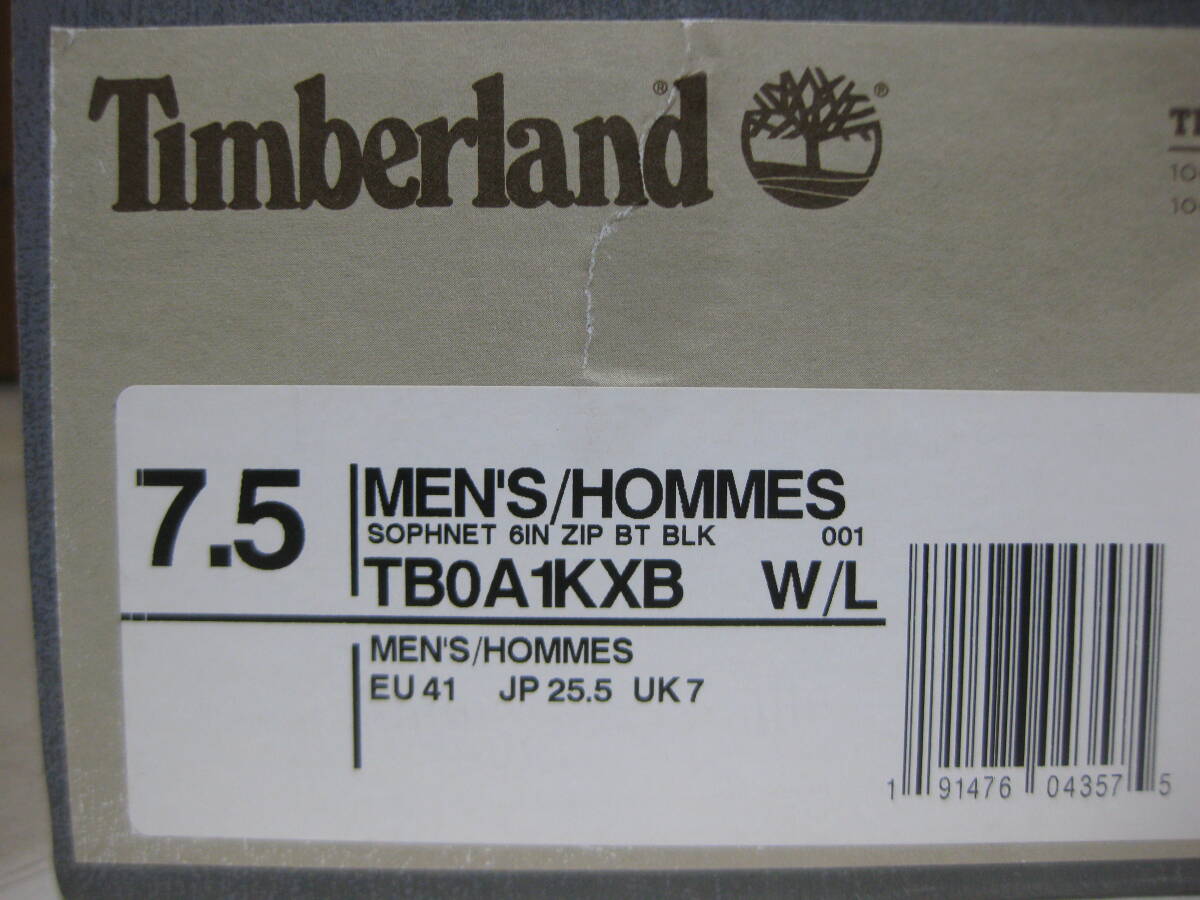 Timberland®
®
7.5
MEN'S/HOMMES
SOPHNET 6IN ZIP BT BLK 001
TB0A1KXB W/L
MEN'S/HOMMES
EU 41 JP 25.5 UK 7
1 91476 04357 5